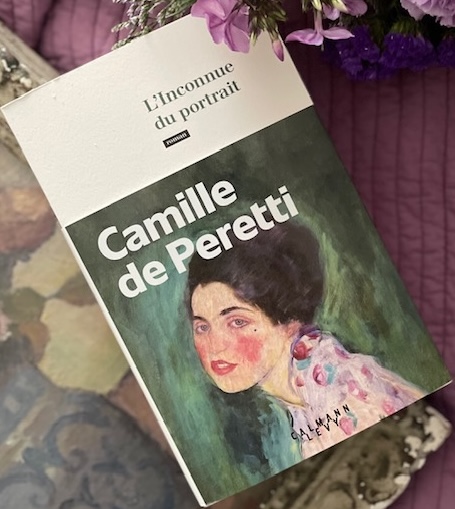 L'Inconnue
du portrait
roman
Camille
de Peretti
CALMANN
LEVY